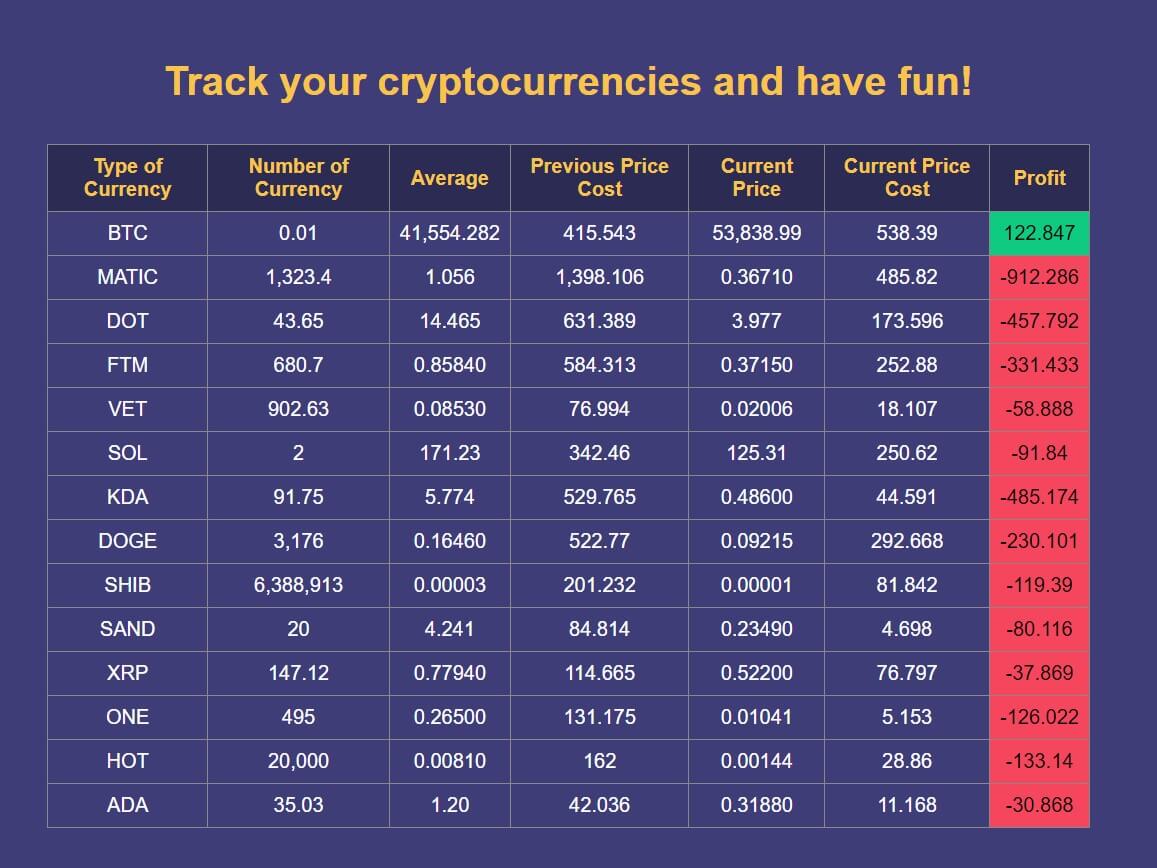 Track your cryptocurrencies and have fun!
Type of Currency Number of Currency Average Previous Price Cost Current Price Current Price Cost Profit
BTC 0.01 41,554.282 415.543 53,838.99 538.39 122.847
MATIC 1,323.4 1.056 1,398.106 0.36710 485.82 -912.286
DOT 43.65 14.465 631.389 3.977 173.596 -457.792
FTM 680.7 0.85840 584.313 0.37150 252.88 -331.433
VET 902.63 0.08530 76.994 0.02006 18.107 -58.888
SOL 2 171.23 342.46 125.31 250.62 -91.84
KDA 91.75 5.774 529.765 0.48600 44.591 -485.174
DOGE 3,176 0.16460 522.77 0.09215 292.668 -230.101
SHIB 6,388,913 0.00003 201.232 0.00001 81.842 -119.39
SAND 20 4.241 84.814 0.23490 4.698 -80.116
XRP 147.12 0.77940 114.665 0.52200 76.797 -37.869
ONE 495 0.26500 131.175 0.01041 5.153 -126.022
HOT 20,000 0.00810 162 0.00144 28.86 -133.14
ADA 35.03 1.20 42.036 0.31880 11.168 -30.868